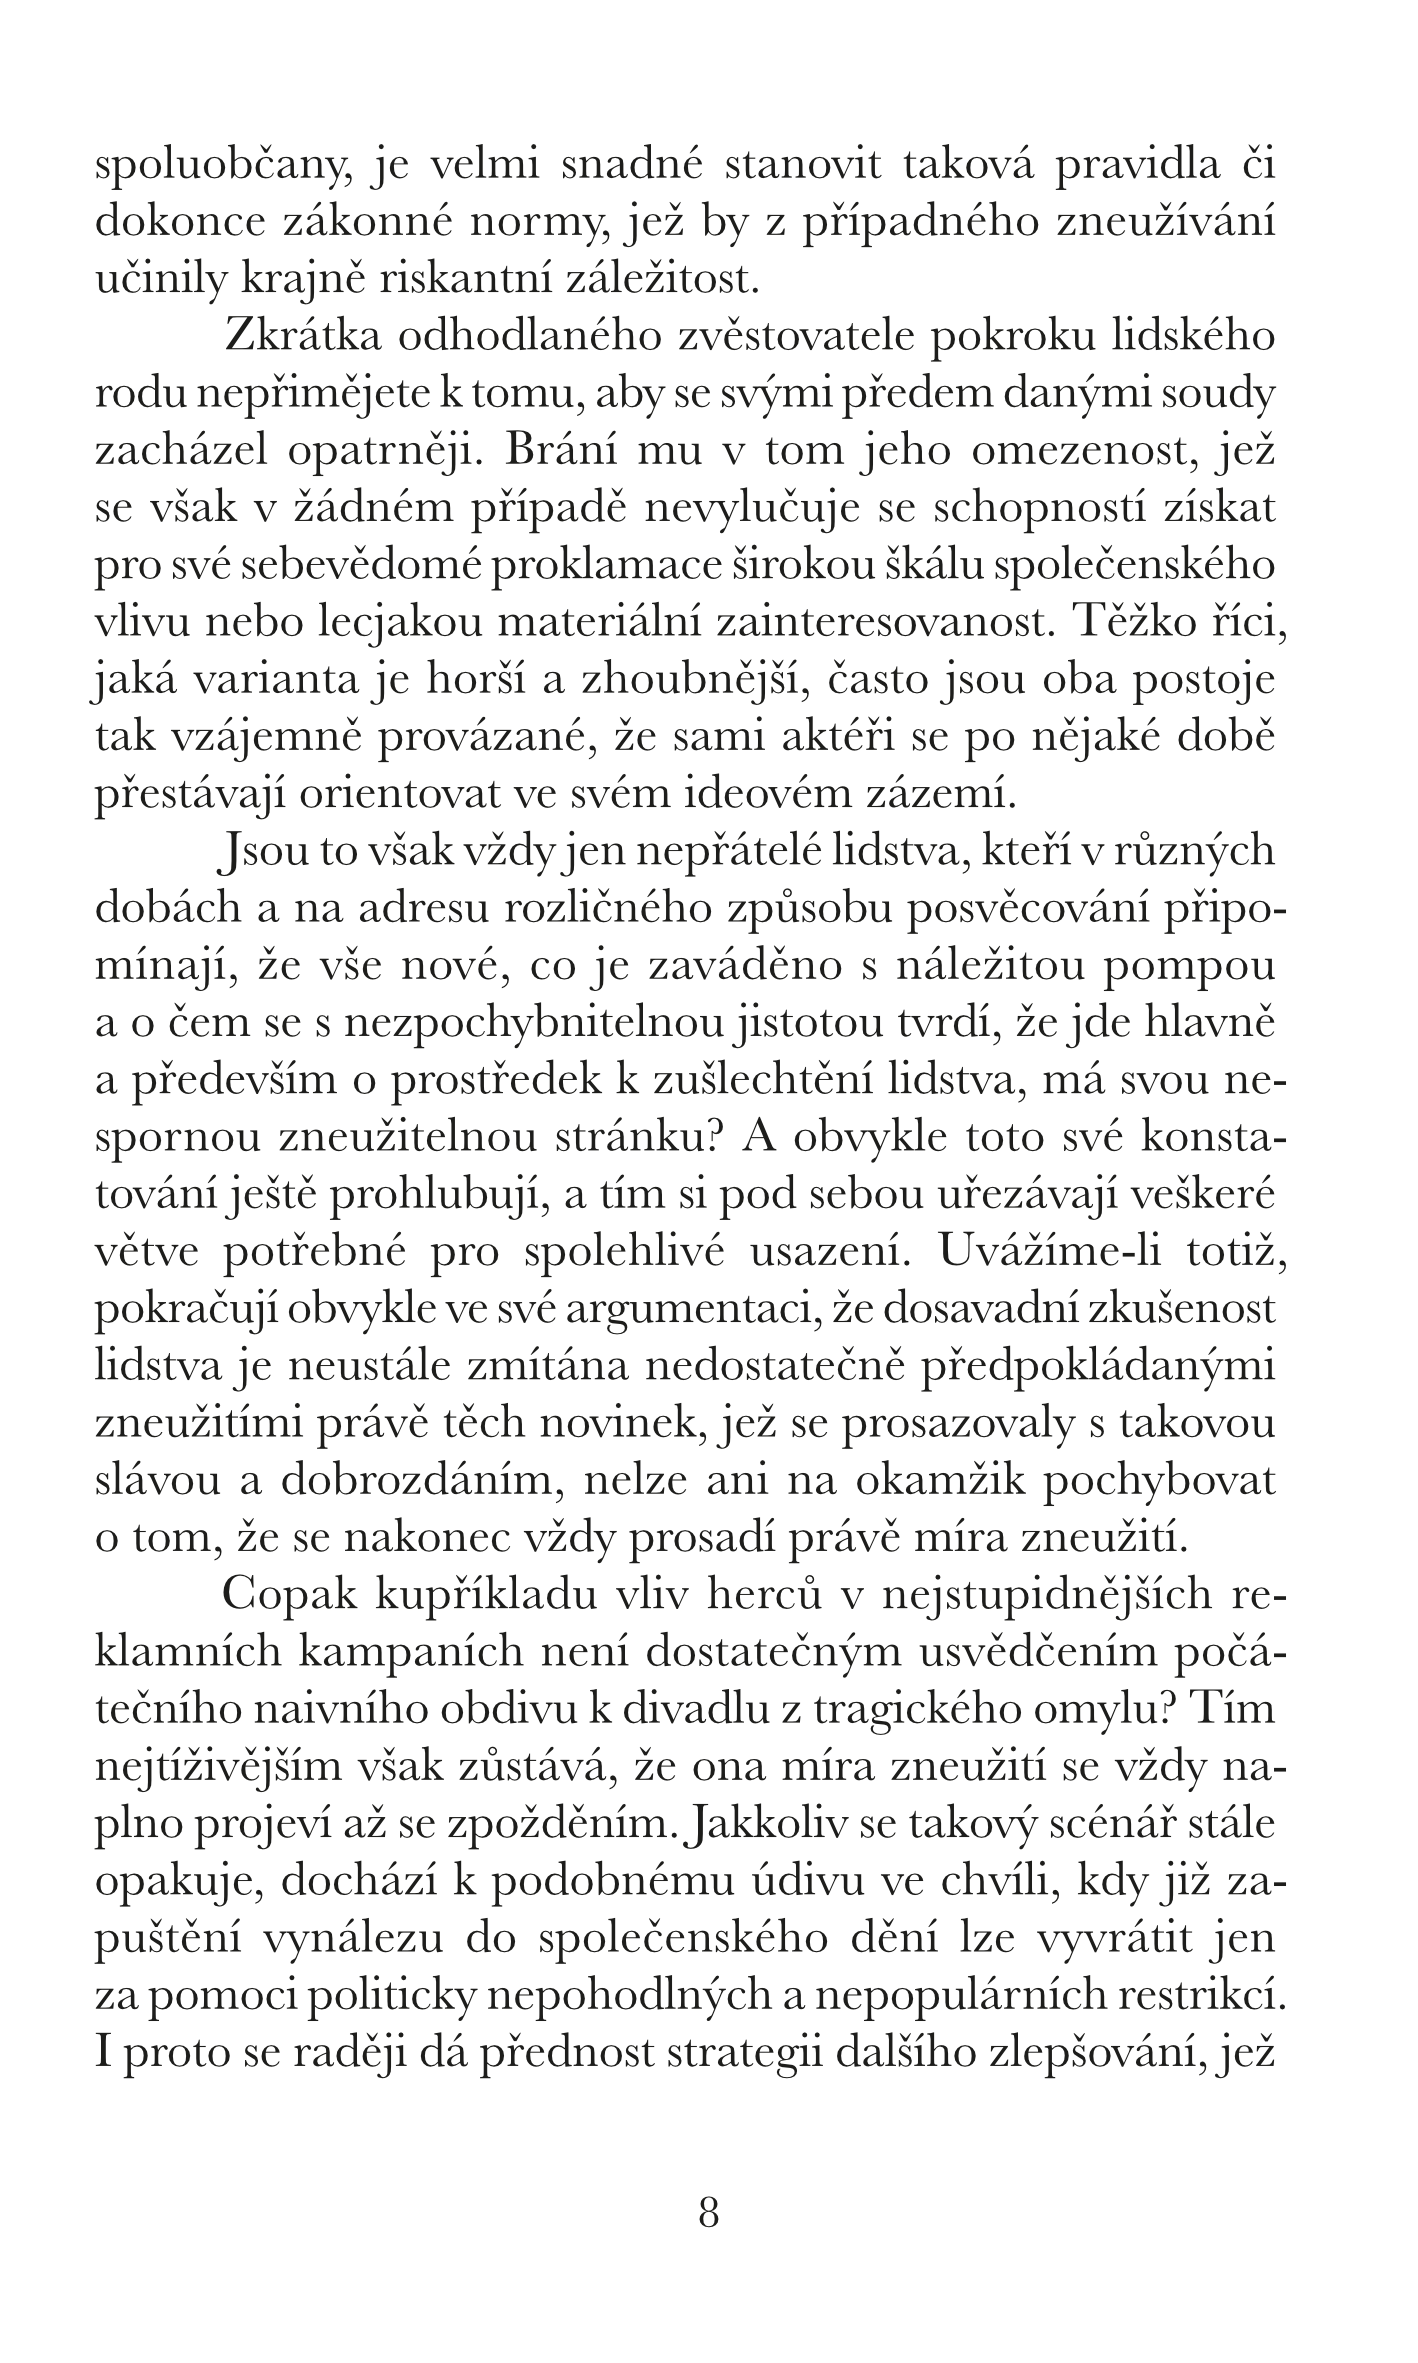 spoluobčany, je velmi snadné stanovit taková pravidla či
dokonce zákonné normy, jež by z případného zneužívání
učinily krajně riskantní záležitost.
Zkrátka odhodlaného zvěstovatele pokroku lidského
rodu nepřimějete k tomu, aby se svými předem danými soudy
zacházel opatrněji. Brání mu v tom jeho omezenost, jež
se však v žádném případě nevylučuje se schopností získat
pro své sebevědomé proklamace širokou škálu společenského
vlivu nebo lecjakou materiální zainteresovanost. Těžko říci,
jaká varianta je horší a zhoubnější, často jsou oba postoje
tak vzájemně provázané, že sami aktéři se po nějaké době
přestávají orientovat ve svém ideovém zázemí.
Jsou to však vždy jen nepřátelé lidstva, kteří v různých
dobách a na adresu rozličného způsobu posvěcování připo-
mínají, že vše nové, co je zaváděno s náležitou pompou
a o čem se s nezpochybnitelnou jistotou tvrdí, že jde hlavně
a především o prostředek k zušlechtění lidstva, má svou ne-
spornou zneužitelnou stránku? A obvykle toto své konsta-
tování ještě prohlubují, a tím si pod sebou uřezávají veškeré
větve potřebné pro spolehlivé usazení. Uvážíme-li totiž,
pokračují obvykle ve své argumentaci, že dosavadní zkušenost
lidstva je neustále zmítána nedostatečně předpokládanými
zneužitími právě těch novinek, jež se prosazovaly s takovou
slávou a dobrozdáním, nelze ani na okamžik pochybovat
o tom, že se nakonec vždy prosadí právě míra zneužití.
Copak kupříkladu vliv herců v nejstupidnějších re-
klamních kampaních není dostatečným usvědčením počá-
tečního naivního obdivu k divadlu z tragického omylu? Tím
nejtíživějším však zůstává, že ona míra zneužití se vždy na-
plno projeví až se zpožděním. Jakkoliv se takový scénář stále
opakuje, dochází k podobnému údivu ve chvíli, kdy již za-
puštění vynálezu do společenského dění lze vyvrátit jen
za pomoci politicky nepohodlných a nepopulárních restrikcí.
I proto se raději dá přednost strategii dalšího zlepšování, jež
8